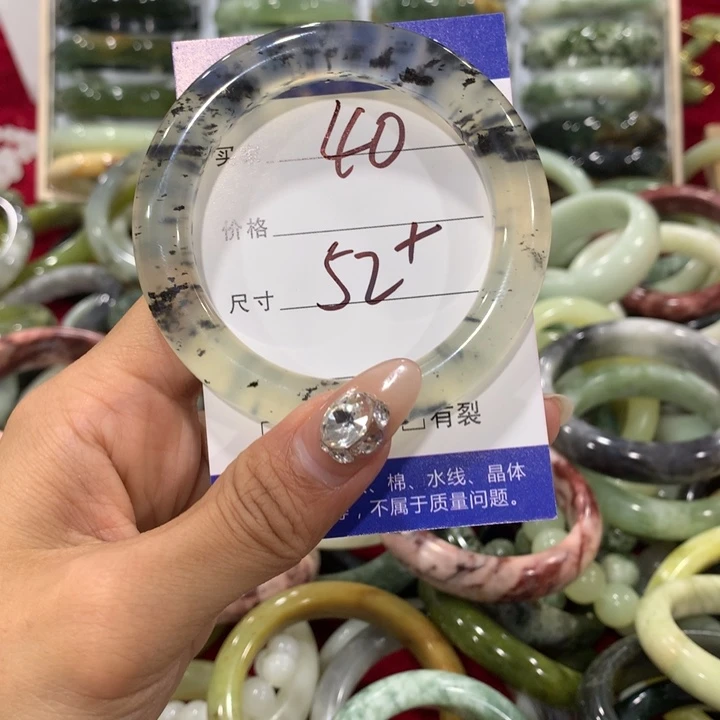 买 40
价格
尺寸 52+
有裂
棉、水线、晶体
不属于质量问题。